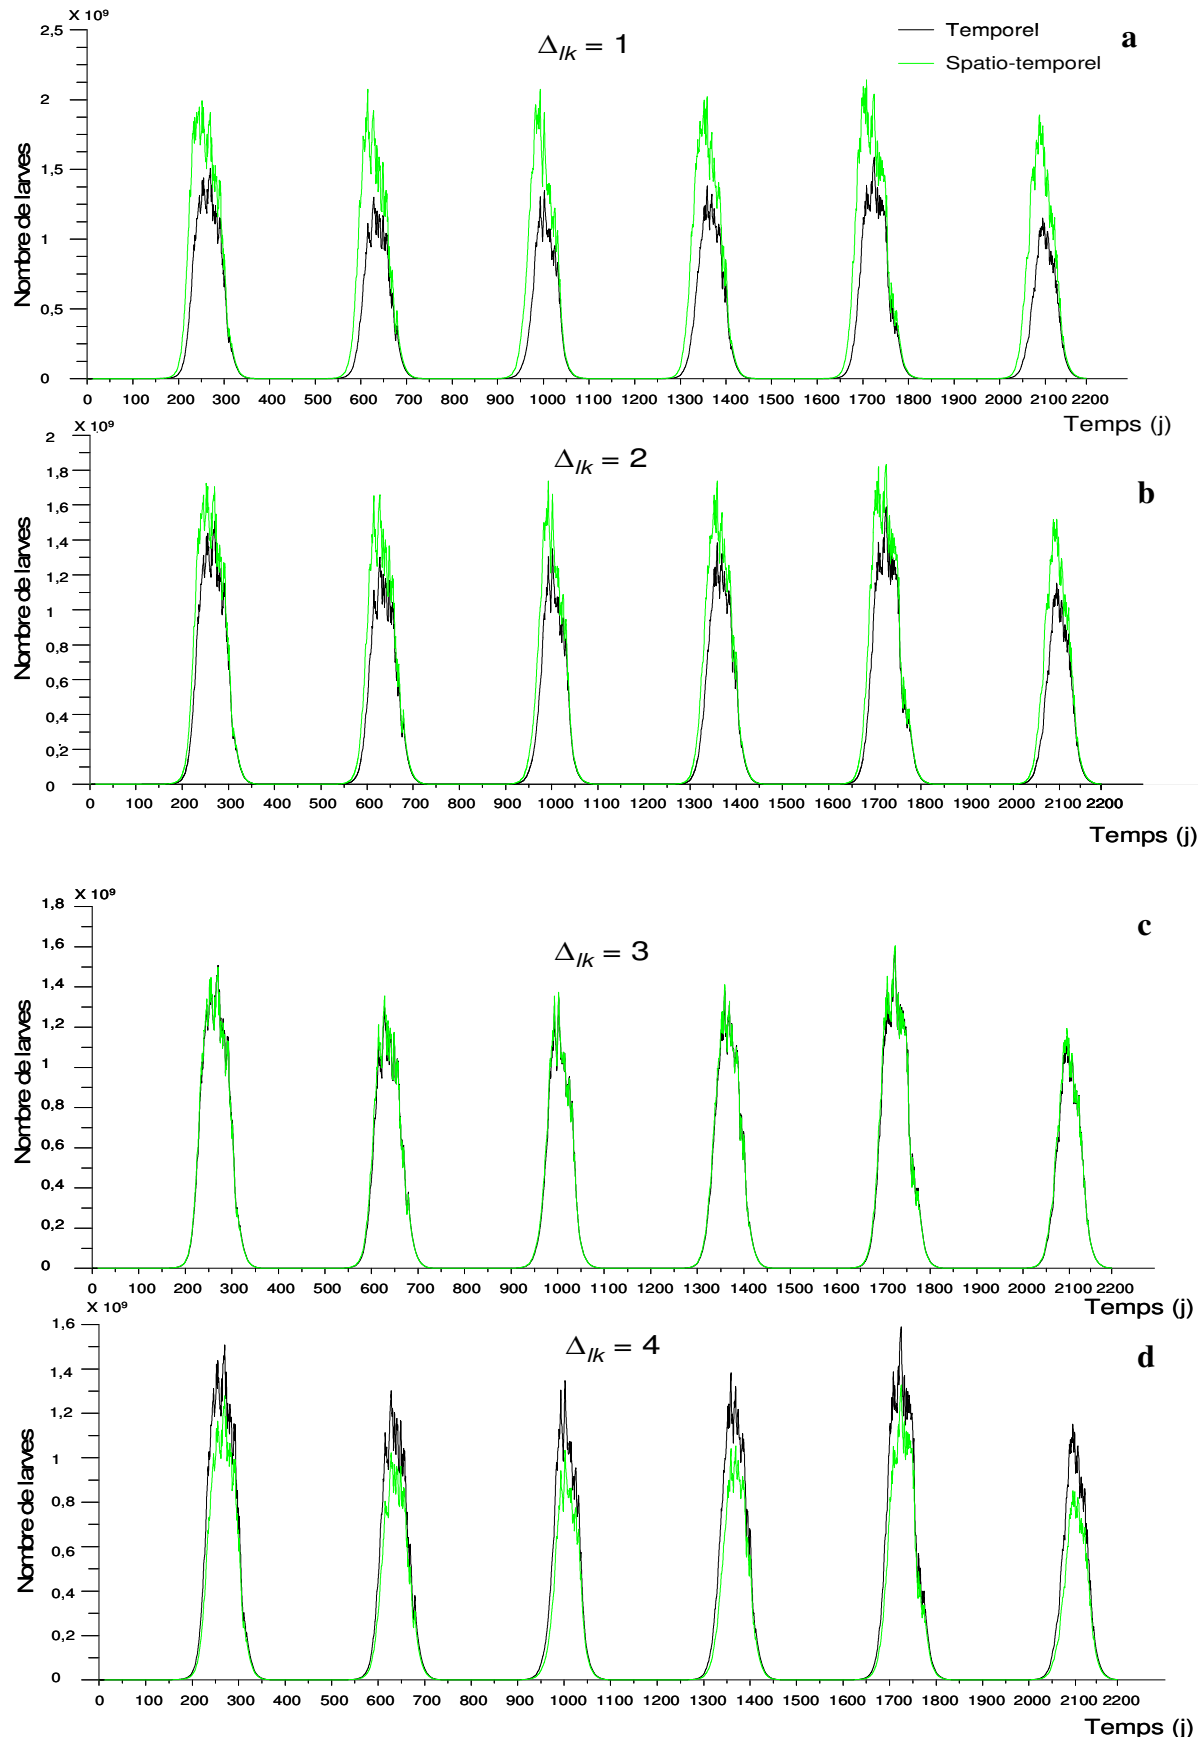 X 10⁹
2,5
2
1,5
1
0,5
0
Nombre de larves
Δlk = 1
Temporel
Spatio-temporel
a
0 100 200 300 400 500 600 700 800 900 1000 1100 1200 1300 1400 1500 1600 1700 1800 1900 2000 2100 2200
Temps (j)
X 10⁹
2
1,8
1,6
1,4
1,2
1
0,8
0,6
0,4
0,2
0
Nombre de larves
Δlk = 2
b
0 100 200 300 400 500 600 700 800 900 1000 1100 1200 1300 1400 1500 1600 1700 1800 1900 2000 2100 2200
Temps (j)
X 10⁹
1,8
1,6
1,4
1,2
1
0,8
0,6
0,4
0,2
0
Nombre de larves
Δlk = 3
c
0 100 200 300 400 500 600 700 800 900 1000 1100 1200 1300 1400 1500 1600 1700 1800 1900 2000 2100 2200
Temps (j)
X 10⁹
1,6
1,4
1,2
1
0,8
0,6
0,4
0,2
0
Nombre de larves
Δlk = 4
d
0 100 200 300 400 500 600 700 800 900 1000 1100 1200 1300 1400 1500 1600 1700 1800 1900 2000 2100 2200
Temps (j)